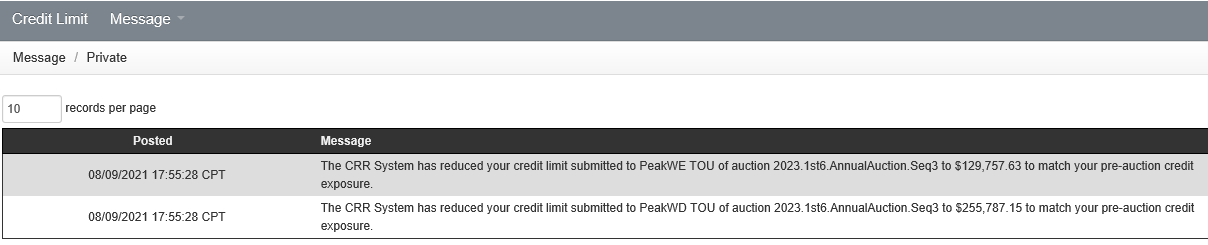 Credit Limit Message
Message / Private
10 records per page
Posted Message
The CRR System has reduced your credit limit submitted to PeakWE TOU of auction 2023.1st6.AnnualAuction.Seq3 to $129,757.63 to match your pre-auction credit
08/09/2021 17:55:28 CPT
exposure.
The CRR System has reduced your credit limit submitted to PeakWD TOU of auction 2023.1st6.AnnualAuction.Seq3 to $255,787.15 to match your pre-auction credit
08/09/2021 17:55:28 CPT
exposure.